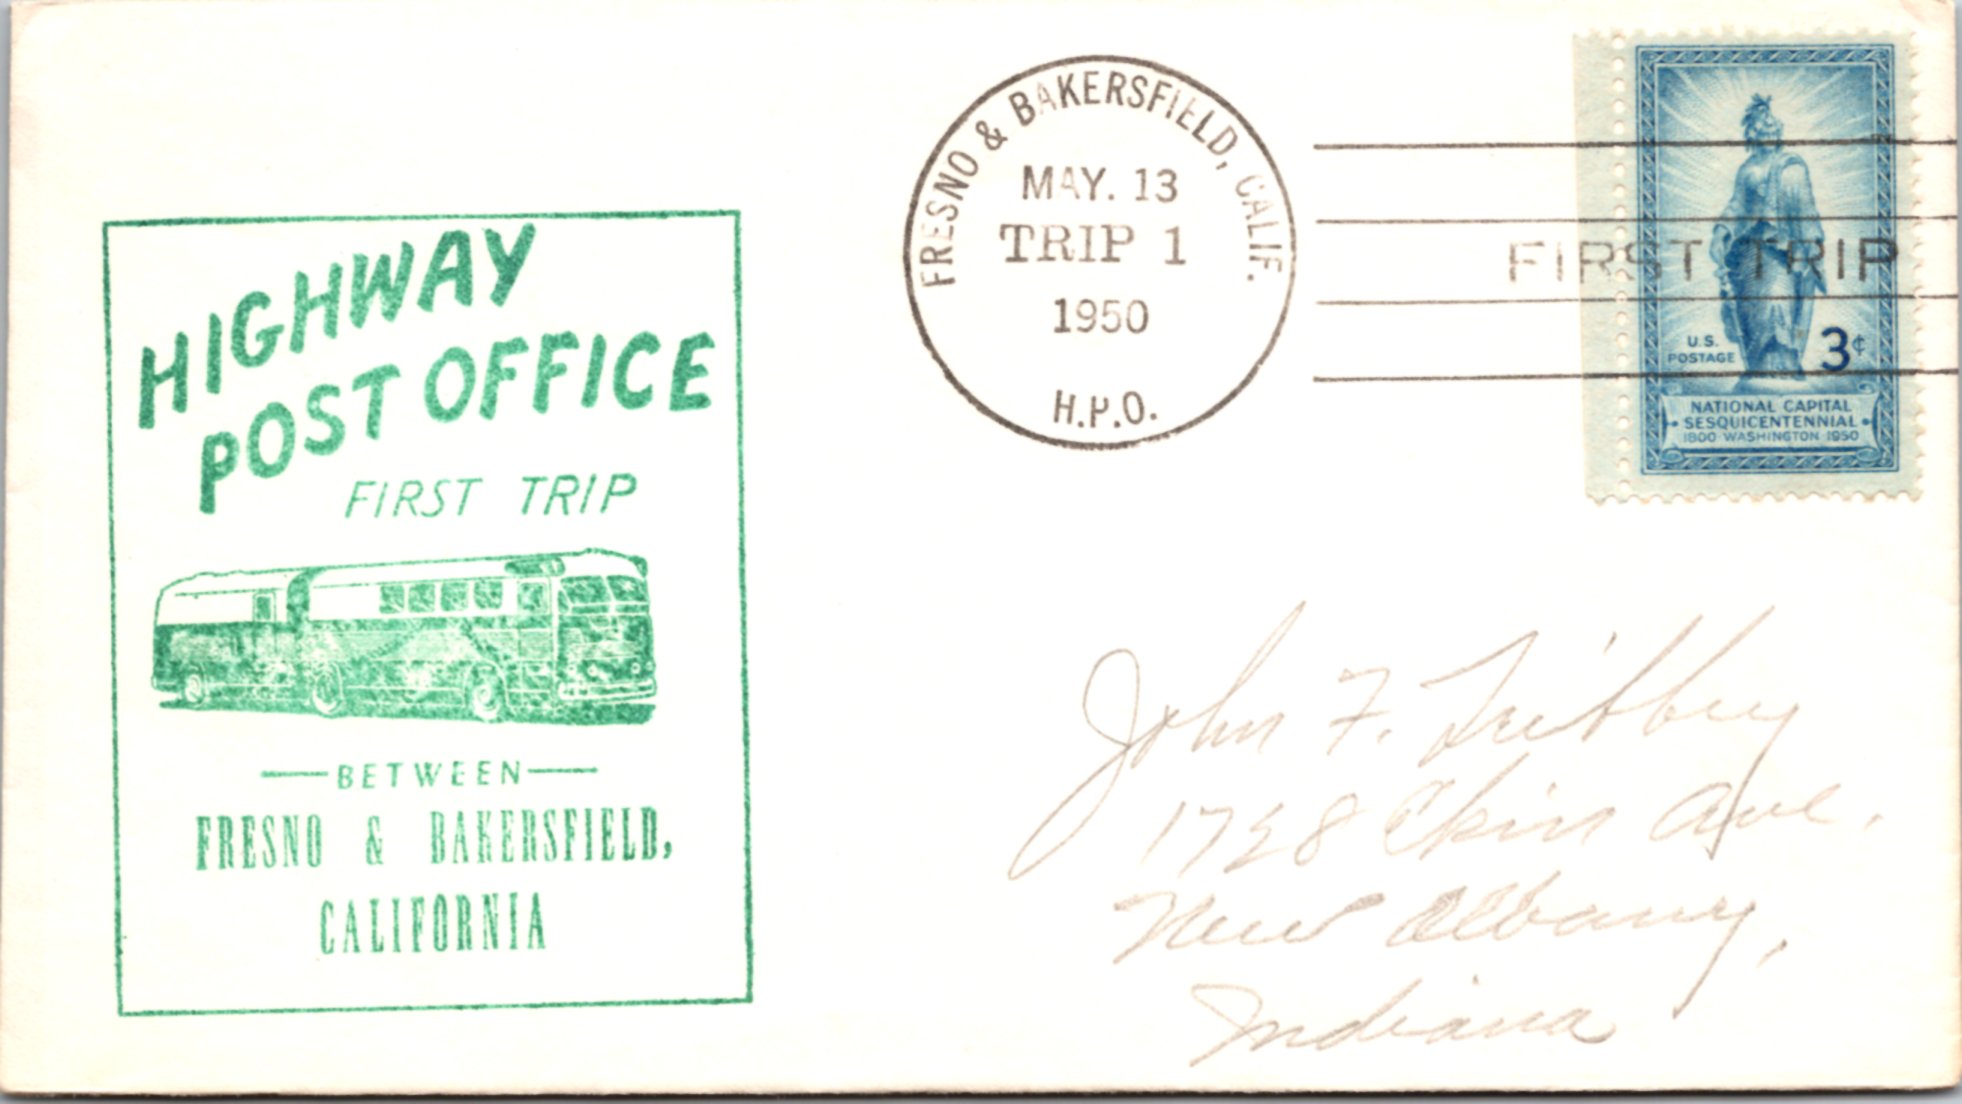 HIGHWAY
POST OFFICE
FIRST TRIP
BETWEEN
FRESNO & BAKERSFIELD,
CALIFORNIA
FRESNO & BAKERSFIELD, CALIF.
MAY. 13
TRIP 1
1950
H.P.O.
FIRST TRIP
U.S.
POSTAGE
3¢
NATIONAL CAPITAL
SESQUICENTENNIAL
1800 WASHINGTON 1950
John F.
Ave.
New Albany,
Indiana